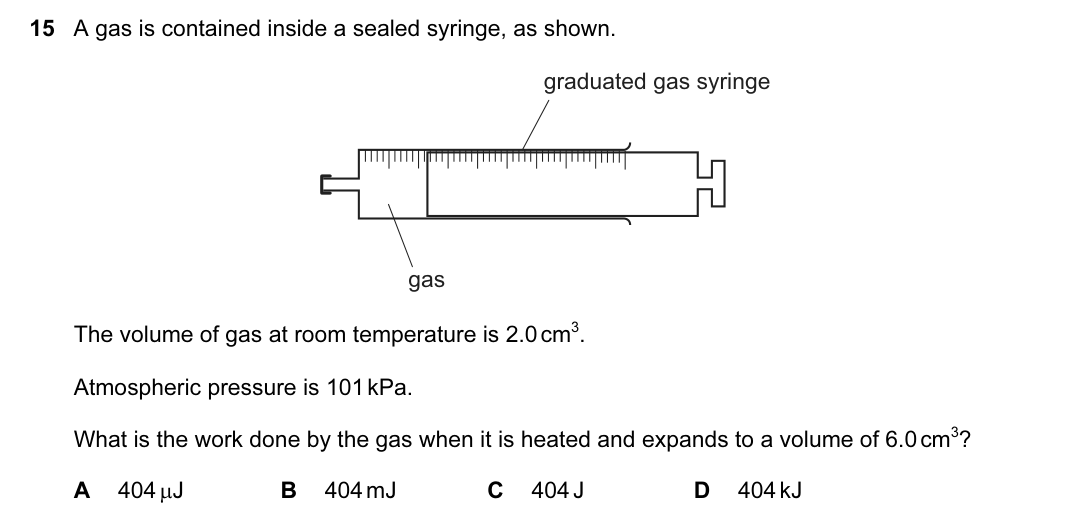 15 A gas is contained inside a sealed syringe, as shown.
graduated gas syringe
gas
The volume of gas at room temperature is 2.0 cm³.
Atmospheric pressure is 101 kPa.
What is the work done by the gas when it is heated and expands to a volume of 6.0 cm³?
A 404 μJ B 404 mJ C 404 J D 404 kJ